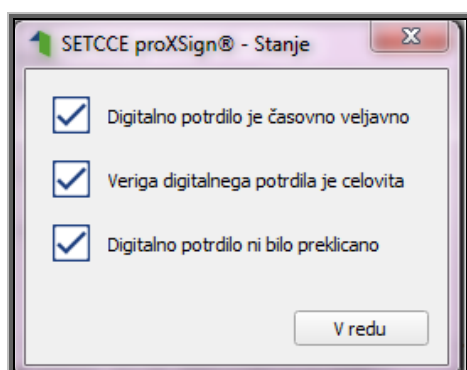 SETCCE proXSign® - Stanje
Digitalno potrdilo je časovno veljavno
Veriga digitalnega potrdila je celovita
Digitalno potrdilo ni bilo preklicano
V redu